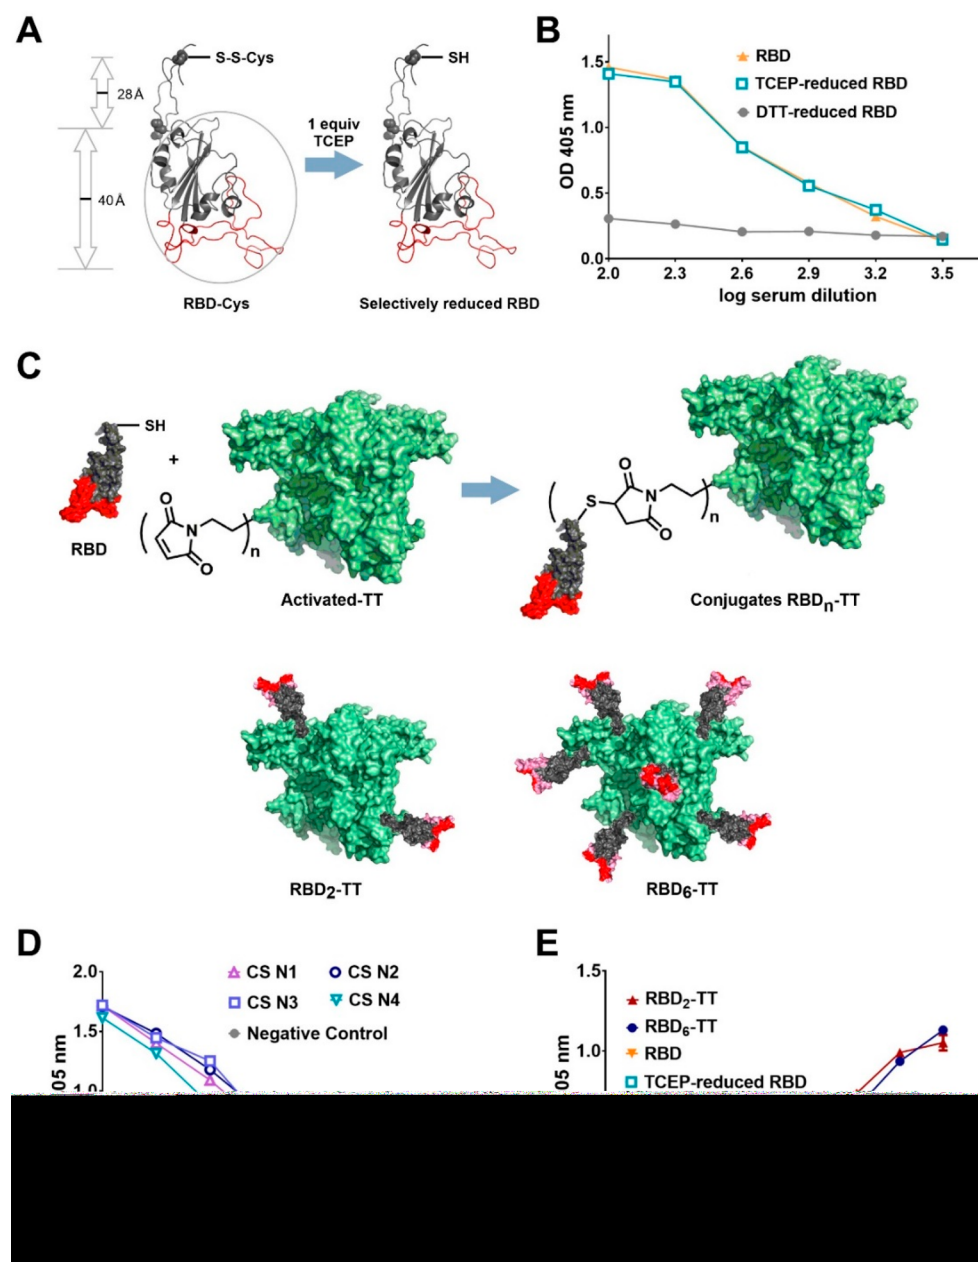 A
S-S-Cys
SH
28Å
1 equiv
TCEP
40Å
RBD-Cys
Selectively reduced RBD
B
RBD
TCEP-reduced RBD
DTT-reduced RBD
OD 405 nm
1.5
1.0
0.5
0.0
2.0 2.3 2.6 2.9 3.2 3.5
log serum dilution
C
SH
+
RBD
O
N
O
( )n
Activated-TT
O
S
N
O
( )n
Conjugates RBDn-TT
RBD2-TT
RBD6-TT
D
2.0
1.5
1.0
05 nm
CS N1 CS N2
CS N3 CS N4
Negative Control
E
1.5
1.0
05 nm
RBD2-TT
RBD6-TT
RBD
TCEP-reduced RBD